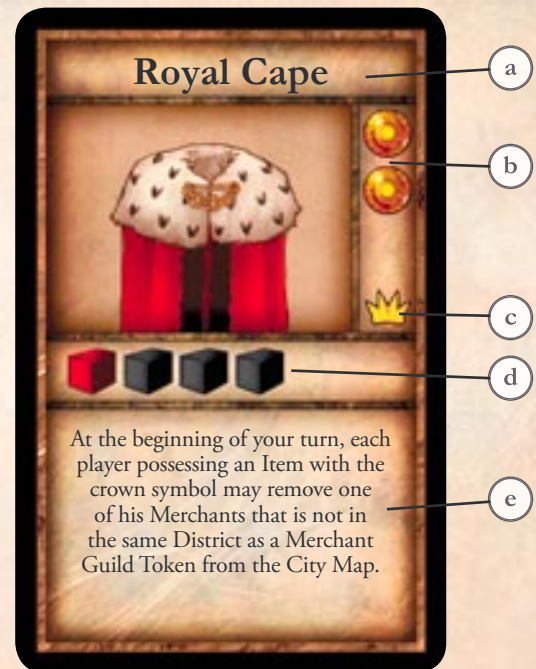 Royal Cape
a
b
c
d
At the beginning of your turn, each
player possessing an Item with the
crown symbol may remove one
of his Merchants that is not in
the same District as a Merchant
Guild Token from the City Map.
e